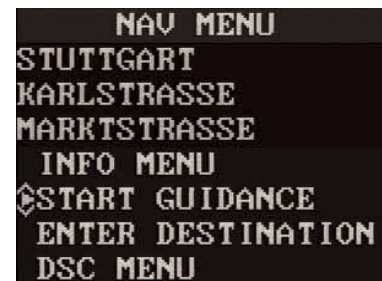 NAV MENU
STUTTGART
KARLSTRASSE
MARKTSTRASSE
INFO MENU
START GUIDANCE
ENTER DESTINATION
DSC MENU